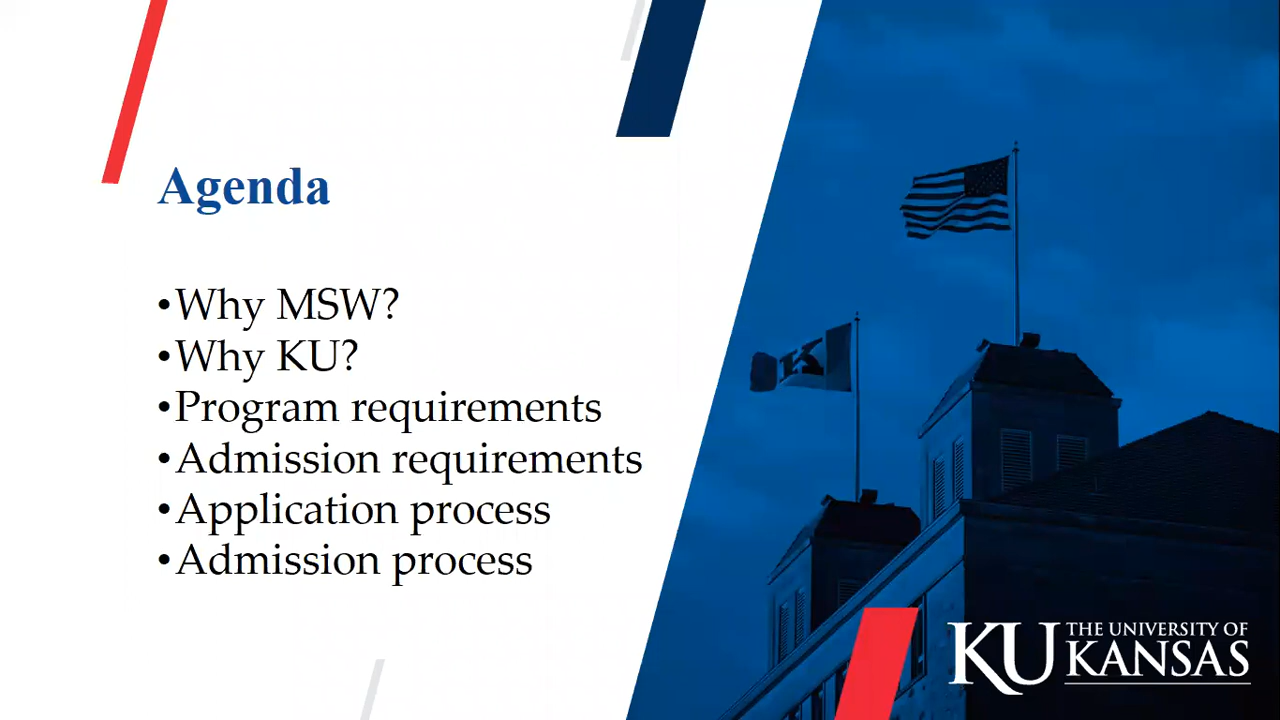 Agenda
•Why MSW?
•Why KU?
•Program requirements
•Admission requirements
•Application process
•Admission process
KU THE UNIVERSITY OF
KANSAS